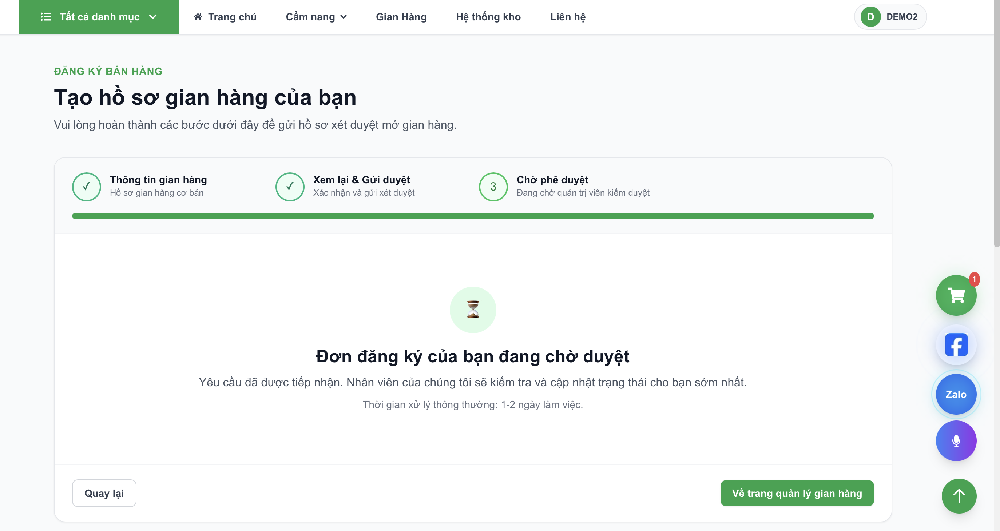 Tất cả danh mục
Trang chủ
Cẩm nang
Gian Hàng
Hệ thống kho
Liên hệ
D
DEMO2
ĐĂNG KÝ BÁN HÀNG
Tạo hồ sơ gian hàng của bạn
Vui lòng hoàn thành các bước dưới đây để gửi hồ sơ xét duyệt mở gian hàng.
✓
Thông tin gian hàng
Hồ sơ gian hàng cơ bản
✓
Xem lại & Gửi duyệt
Xác nhận và gửi xét duyệt
3
Chờ phê duyệt
Đang chờ quản trị viên kiểm duyệt
1
Đơn đăng ký của bạn đang chờ duyệt
Yêu cầu đã được tiếp nhận. Nhân viên của chúng tôi sẽ kiểm tra và cập nhật trạng thái cho bạn sớm nhất.
Zalo
Thời gian xử lý thông thường: 1-2 ngày làm việc.
Quay lại
Về trang quản lý gian hàng